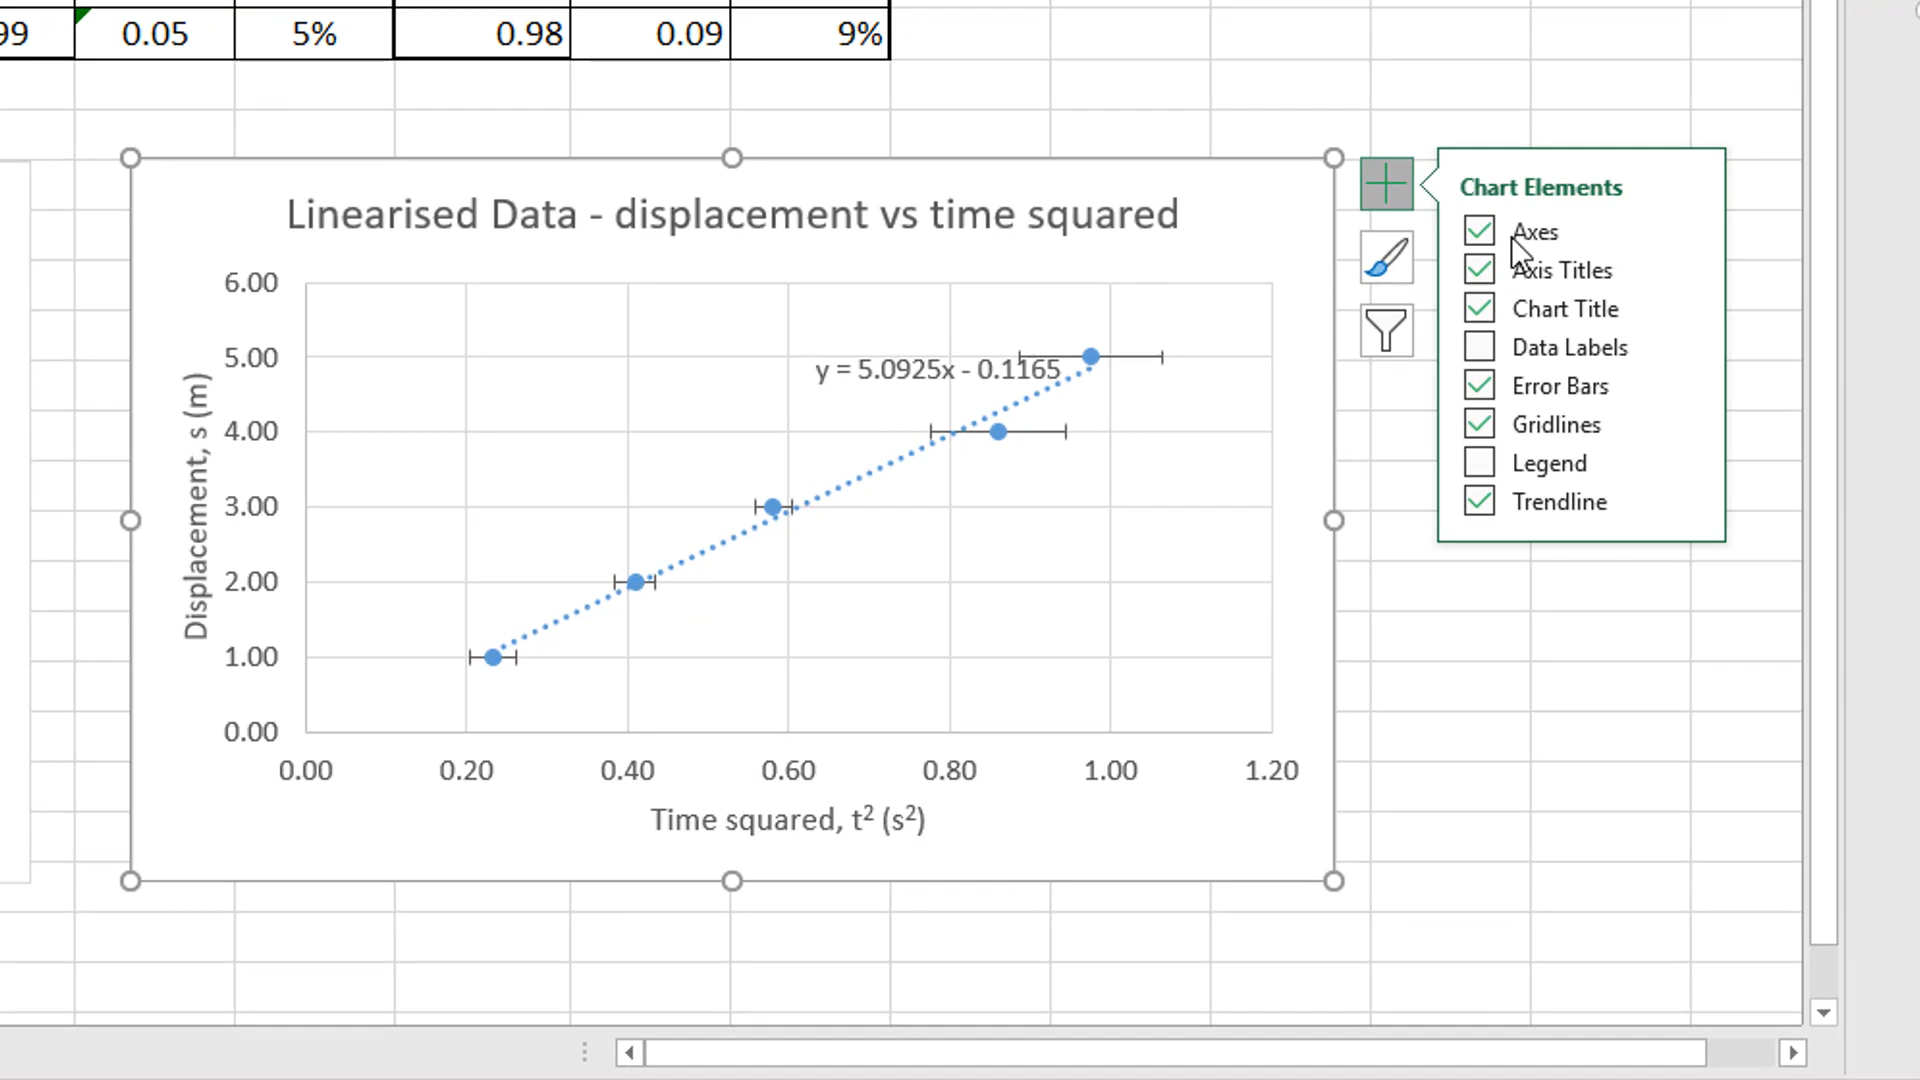 99 0.05 5% 0.98 0.09 9%
Linearised Data - displacement vs time squared
6.00
5.00
4.00
3.00
2.00
1.00
0.00
Displacement, s (m)
y = 5.0925x - 0.1165
0.00 0.20 0.40 0.60 0.80 1.00 1.20
Time squared, t² (s²)
Chart Elements
Axes
Axis Titles
Chart Title
Data Labels
Error Bars
Gridlines
Legend
Trendline